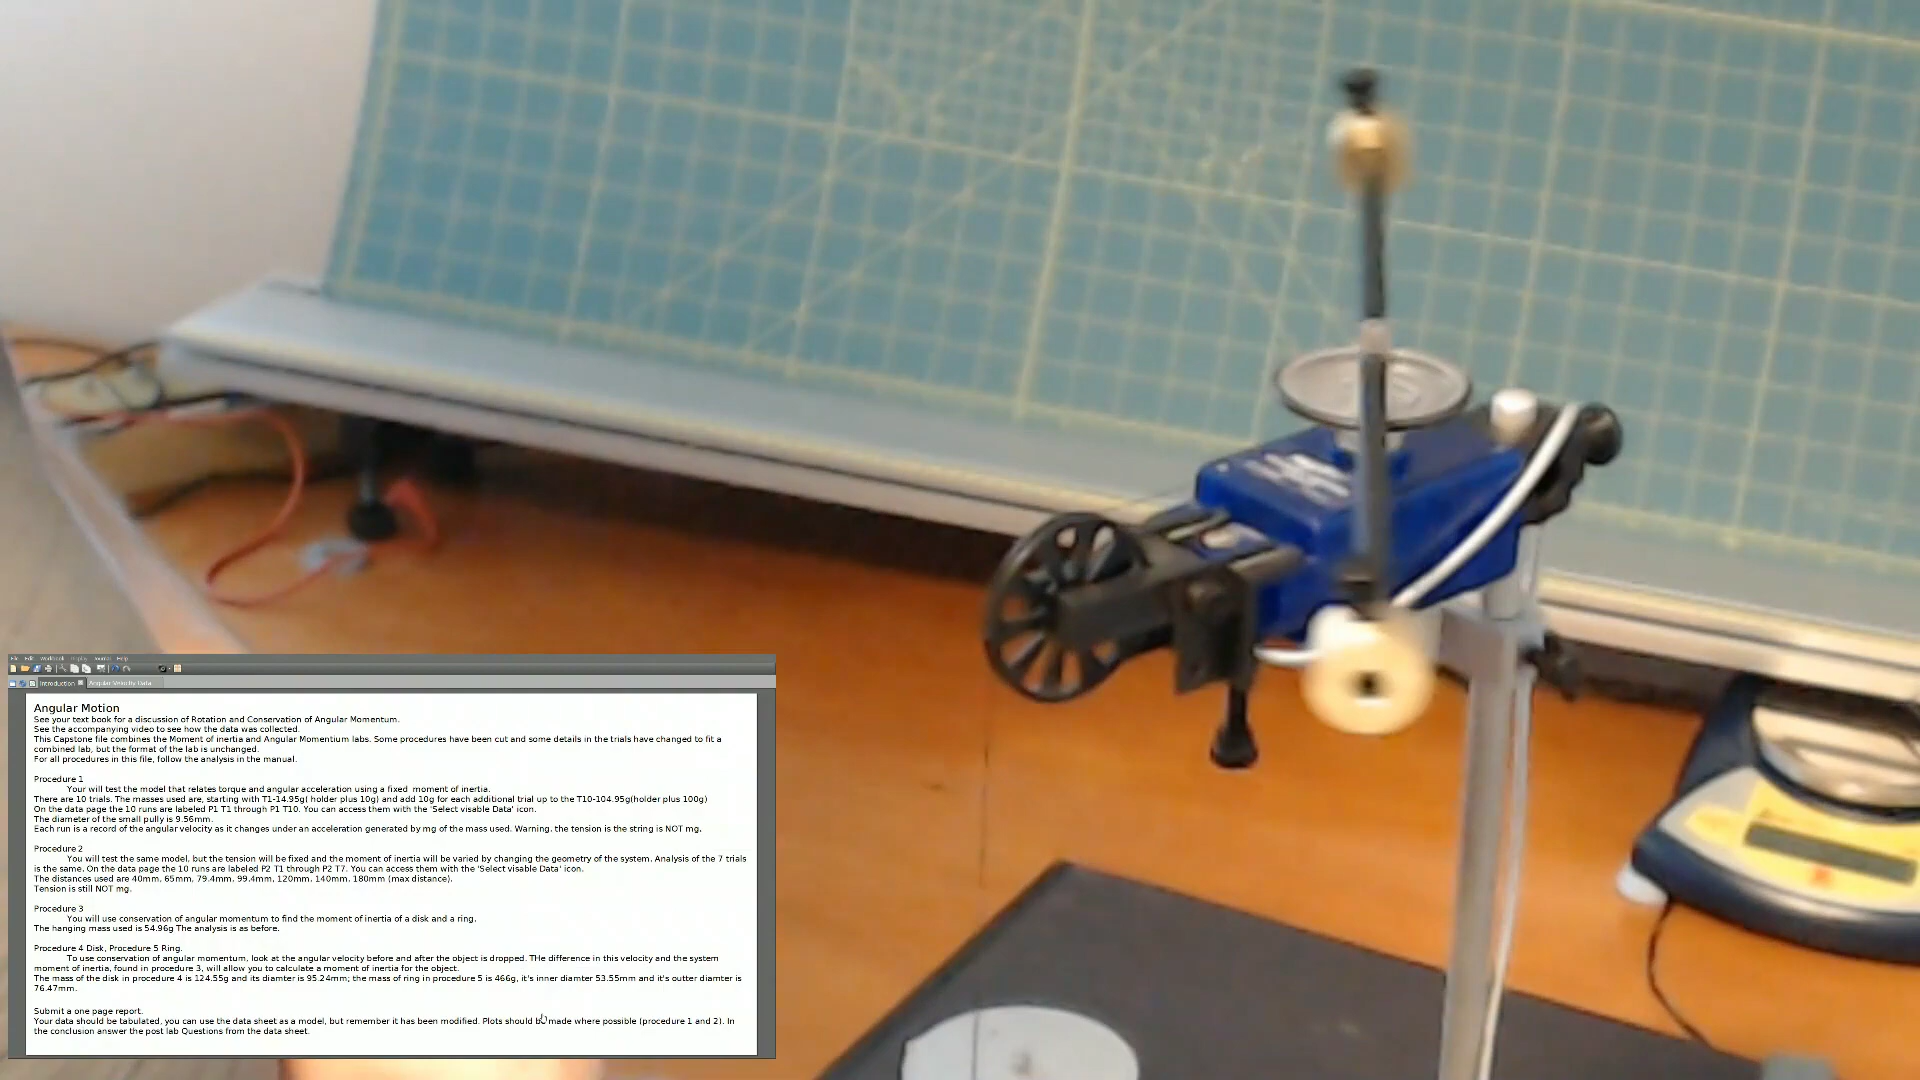 File Edit Workbook Display Journal Help
Introduction Angular Velocity Data
Angular Motion
See your text book for a discussion of Rotation and Conservation of Angular Momentum.
See the accompanying video to see how the data was collected.
This Capstone file combines the Moment of inertia and Angular Momentium labs. Some procedures have been cut and some details in the trials have changed to fit a
combined lab, but the format of the lab is unchanged.
For all procedures in this file, follow the analysis in the manual.
Procedure 1
Your will test the model that relates torque and angular acceleration using a fixed moment of inertia.
There are 10 trials. The masses used are, starting with T1-14.95g( holder plus 10g) and add 10g for each additional trial up to the T10-104.95g(holder plus 100g)
On the data page the 10 runs are labeled P1 T1 through P1 T10. You can access them with the 'Select visable Data' icon.
The diameter of the small pully is 9.56mm.
Each run is a record of the angular velocity as it changes under an acceleration generated by mg of the mass used. Warning, the tension is the string is NOT mg.
Procedure 2
You will test the same model, but the tension will be fixed and the moment of inertia will be varied by changing the geometry of the system. Analysis of the 7 trials
is the same. On the data page the 10 runs are labeled P2 T1 through P2 T7. You can access them with the 'Select visable Data' icon.
The distances used are 40mm, 65mm, 79.4mm, 99.4mm, 120mm, 140mm, 180mm (max distance).
Tension is still NOT mg.
Procedure 3
You will use conservation of angular momentum to find the moment of inertia of a disk and a ring.
The hanging mass used is 54.96g The analysis is as before.
Procedure 4 Disk, Procedure 5 Ring.
To use conservation of angular momentum, look at the angular velocity before and after the object is dropped. THe difference in this velocity and the system
moment of inertia, found in procedure 3, will allow you to calculate a moment of inertia for the object.
The mass of the disk in procedure 4 is 124.55g and its diamter is 95.24mm; the mass of ring in procedure 5 is 466g, it's inner diamter 53.55mm and it's outter diamter is
76.47mm.
Submit a one page report.
Your data should be tabulated, you can use the data sheet as a model, but remember it has been modified. Plots should be made where possible (procedure 1 and 2). In
the conclusion answer the post lab Questions from the data sheet.